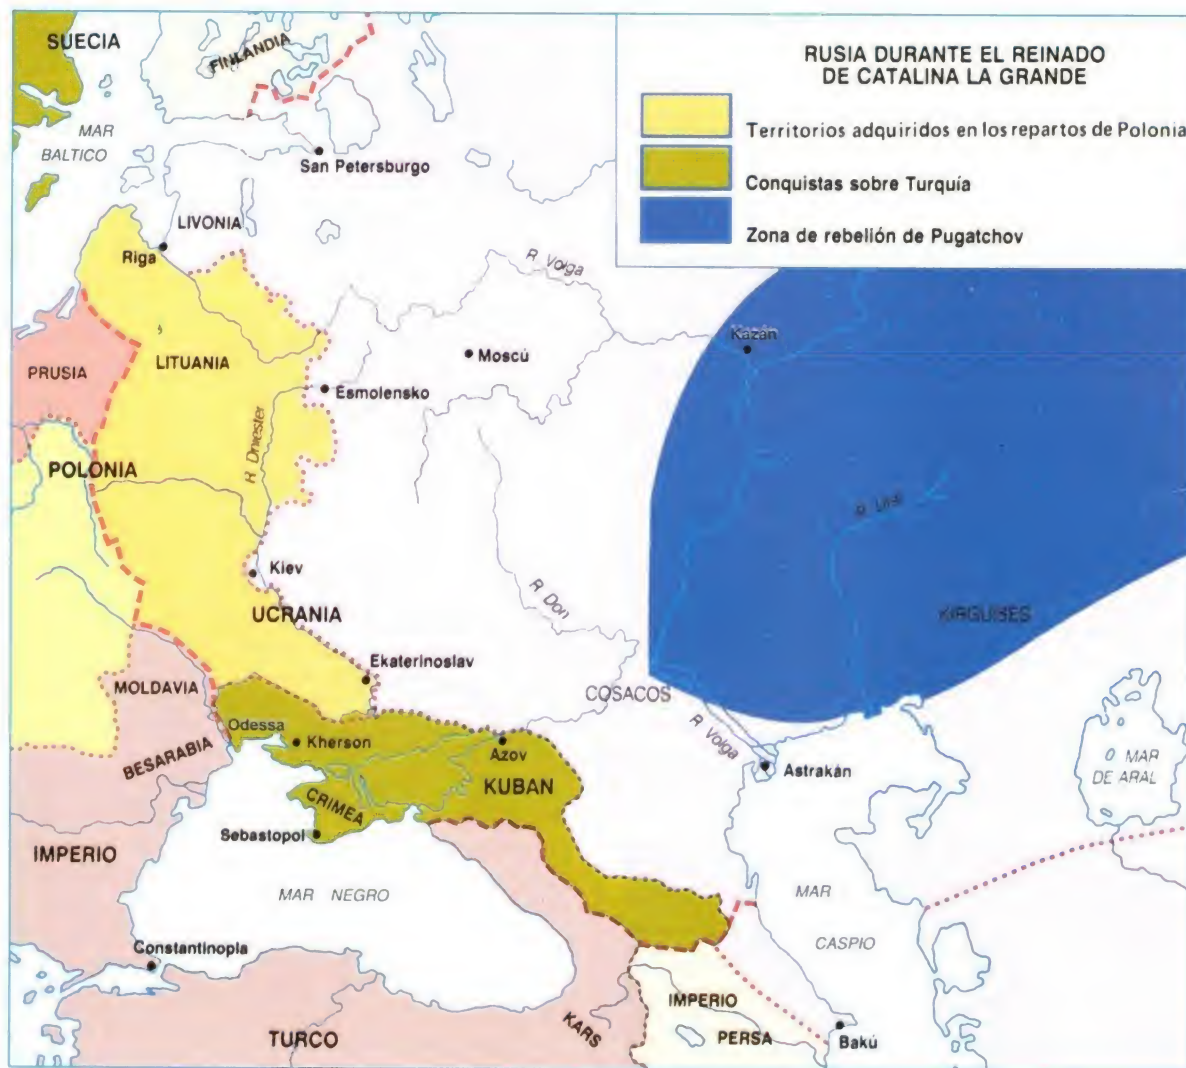 SUECIA
FINLANDIA
RUSIA DURANTE EL REINADO
DE CATALINA LA GRANDE
Territorios adquiridos en los repartos de Polonia
Conquistas sobre Turquía
Zona de rebelión de Pugatchov
MAR
BALTICO
San Petersburgo
LIVONIA
Riga
R. Volga
Kazán
Moscú
LITUANIA
PRUSIA
Esmolensko
R. Dniester
POLONIA
R. Ural
Kiev
R. Don
UCRANIA
KIRGUISES
Ekaterinoslav
MOLDAVIA
COSACOS
Odessa
Kherson
R. Volga
Azov
BESARABIA
Astrakán
MAR
DE ARAL
KUBAN
CRIMEA
Sebastopol
IMPERIO
MAR NEGRO
MAR
CASPIO
Constantinopla
IMPERIO
PERSA
KARS
TURCO
Bakú